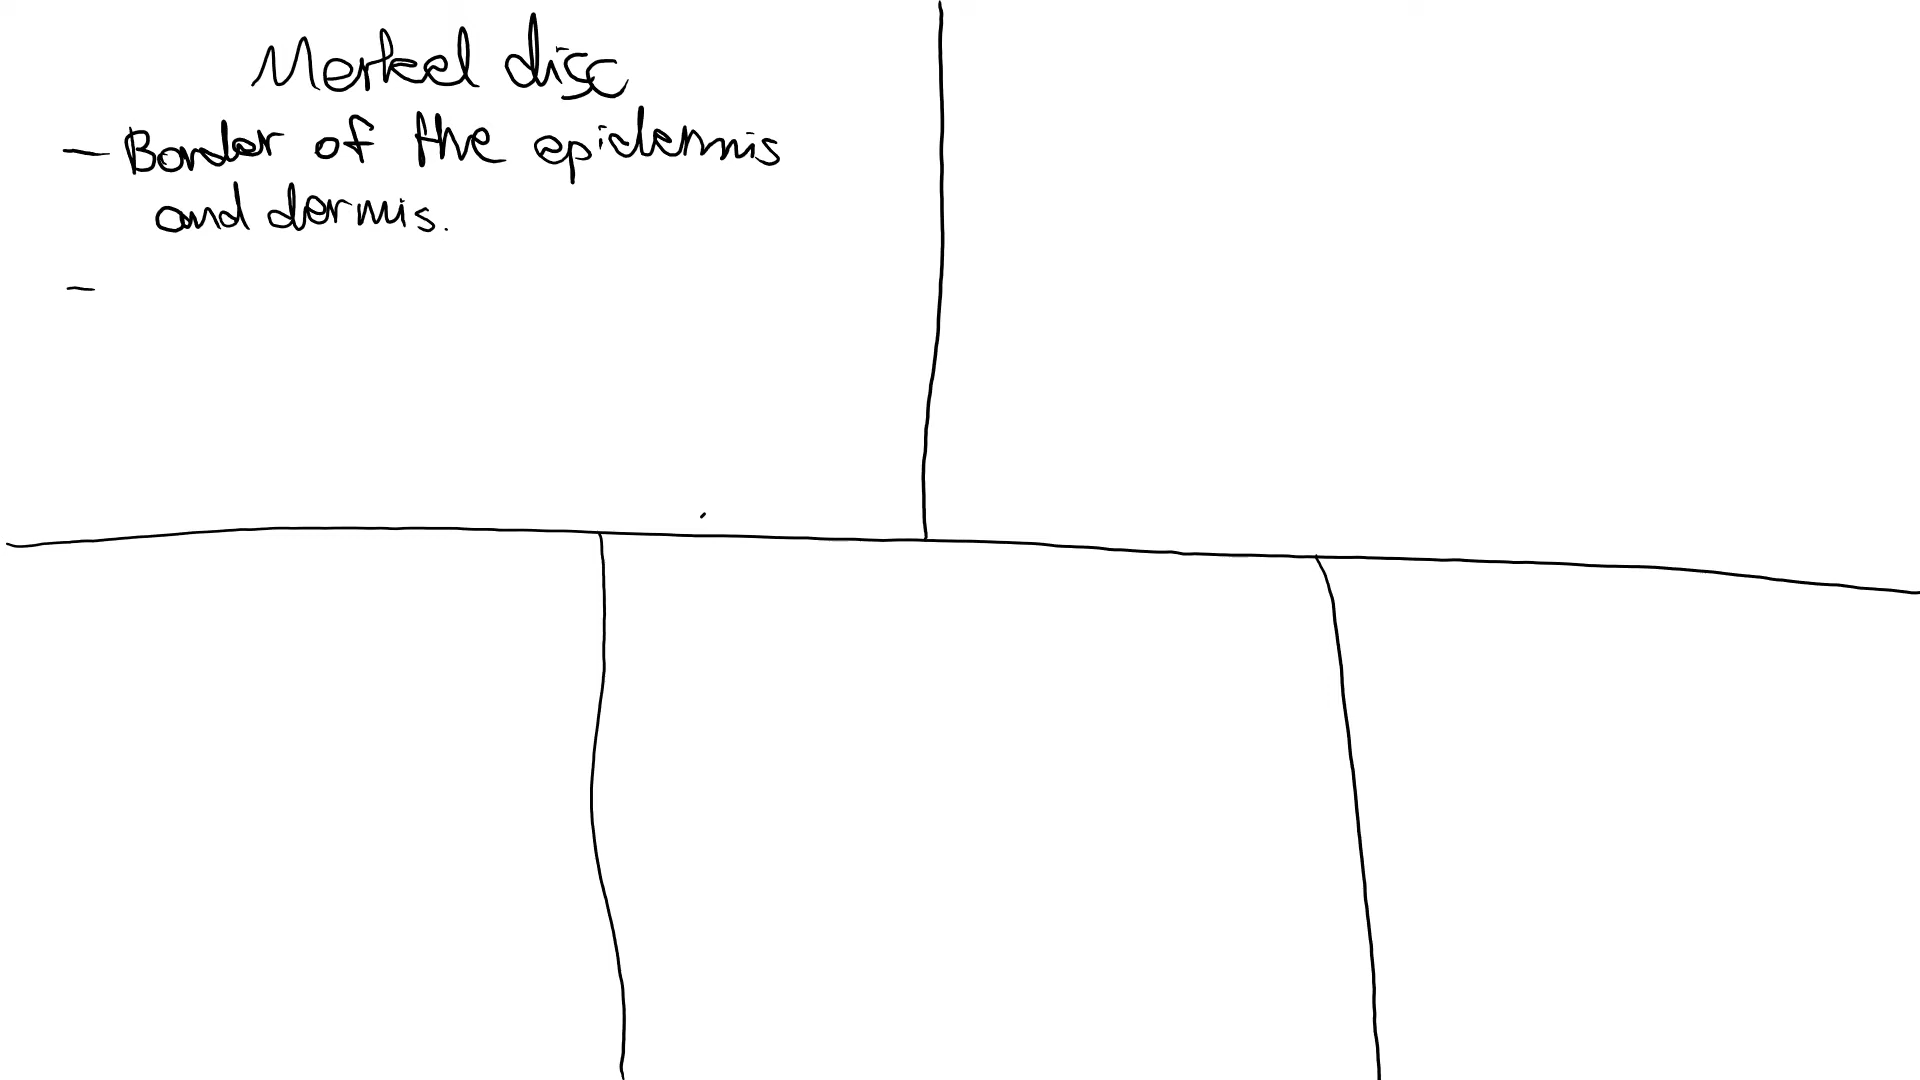 Merkel disc
- Border of the epidermis
and dermis.
-